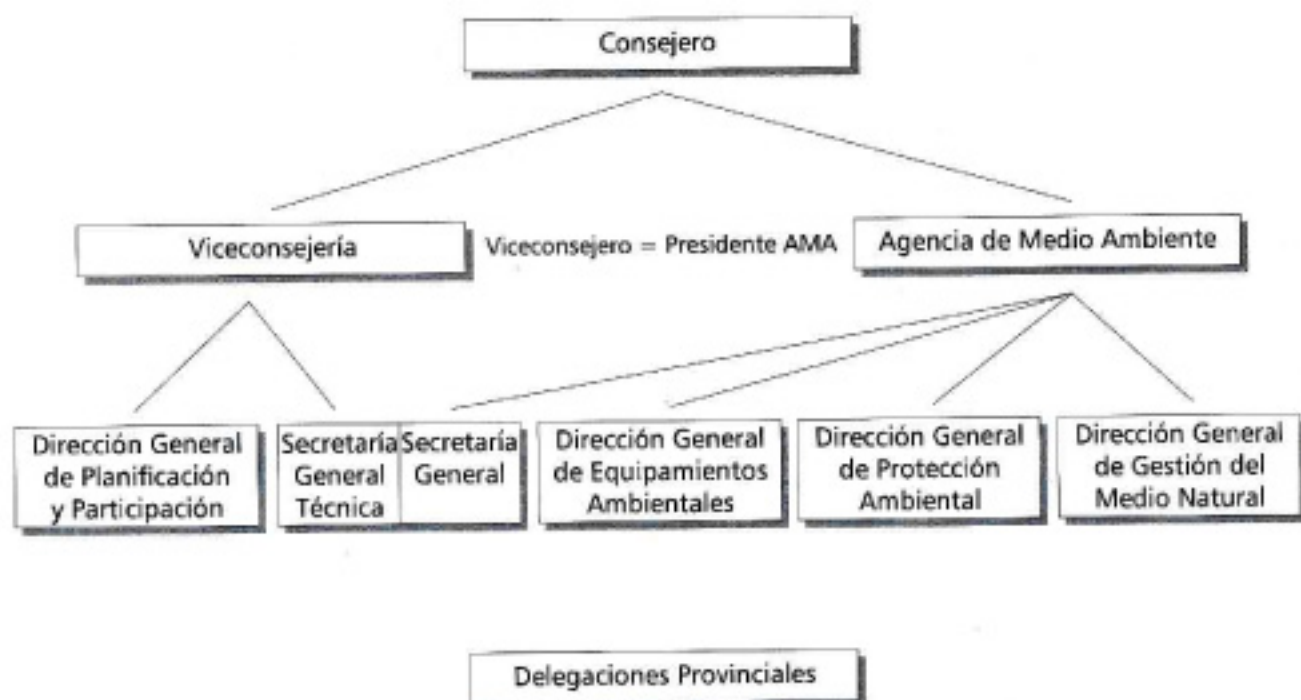 Consejero
Viceconsejería
Viceconsejero = Presidente AMA
Agencia de Medio Ambiente
Dirección General
de Planificación
y Participación
Secretaría
General
Técnica
Secretaría
General
Dirección General
de Equipamientos
Ambientales
Dirección General
de Protección
Ambiental
Dirección General
de Gestión del
Medio Natural
Delegaciones Provinciales